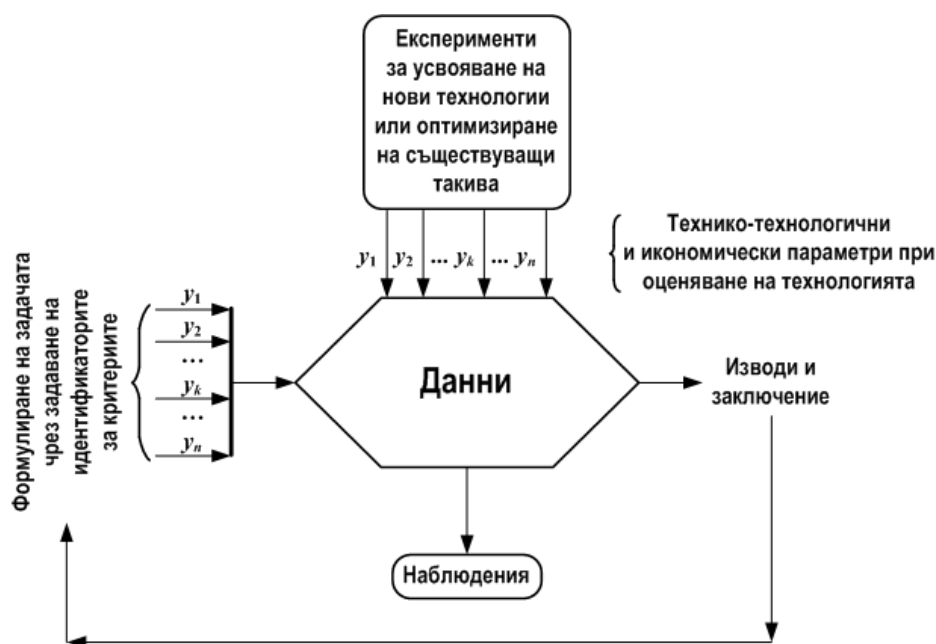 Експерименти
за усвояване на
нови технологии
или оптимизиране
на съществуващи
такива
y1 y2 ... yk ... yn
Технико-технологични
и икономически параметри при
оценяване на технологията
Формулиране на задачата
чрез задаване на
идентификаторите
за критериите
y1
y2
...
yk
...
yn
Данни
Изводи и
заключение
Наблюдения